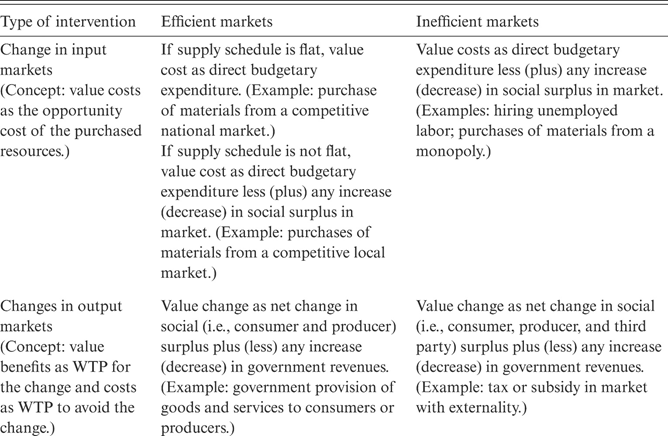 Type of intervention
Efficient markets
Inefficient markets
Change in input
markets
(Concept: value costs
as the opportunity
cost of the purchased
resources.)
If supply schedule is flat, value
cost as direct budgetary
expenditure. (Example: purchase
of materials from a competitive
national market.)
If supply schedule is not flat,
value cost as direct budgetary
expenditure less (plus) any increase
(decrease) in social surplus in
market. (Example: purchases of
materials from a competitive local
market.)
Value costs as direct budgetary
expenditure less (plus) any increase
(decrease) in social surplus in market.
(Examples: hiring unemployed
labor; purchases of materials from a
monopoly.)
Changes in output
markets
(Concept: value
benefits as WTP for
the change and costs
as WTP to avoid the
change.)
Value change as net change in
social (i.e., consumer and producer)
surplus plus (less) any increase
(decrease) in government revenues.
(Example: government provision of
goods and services to consumers or
producers.)
Value change as net change in social
(i.e., consumer, producer, and third
party) surplus plus (less) any increase
(decrease) in government revenues.
(Example: tax or subsidy in market
with externality.)